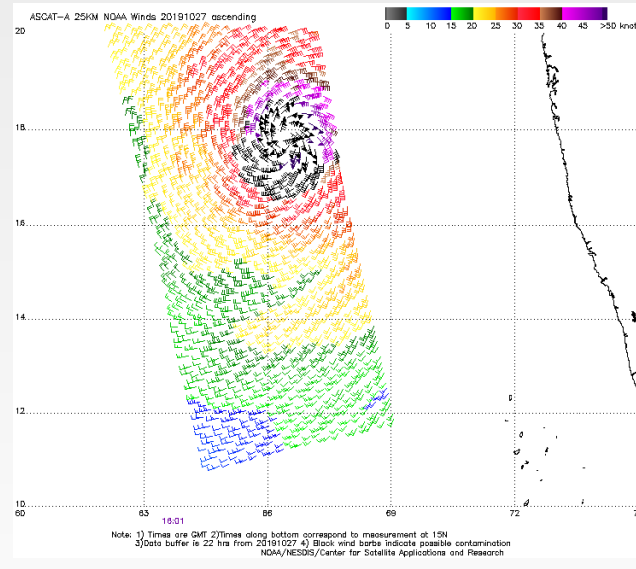 ASCAT-A 25KM NOAA Winds 20191027 ascending
0 5 10 15 20 25 30 35 40 45 >50 knots
20
18
16
14
12
10
60 63 66 69 72
16:01
Note: 1) Times are GMT 2)Times along bottom correspond to measurement at 15N
3)Data buffer is 22 hrs from 20191027 4) Black wind barbs indicate possible contamination
NOAA/NESDIS/Center for Satellite Applications and Research